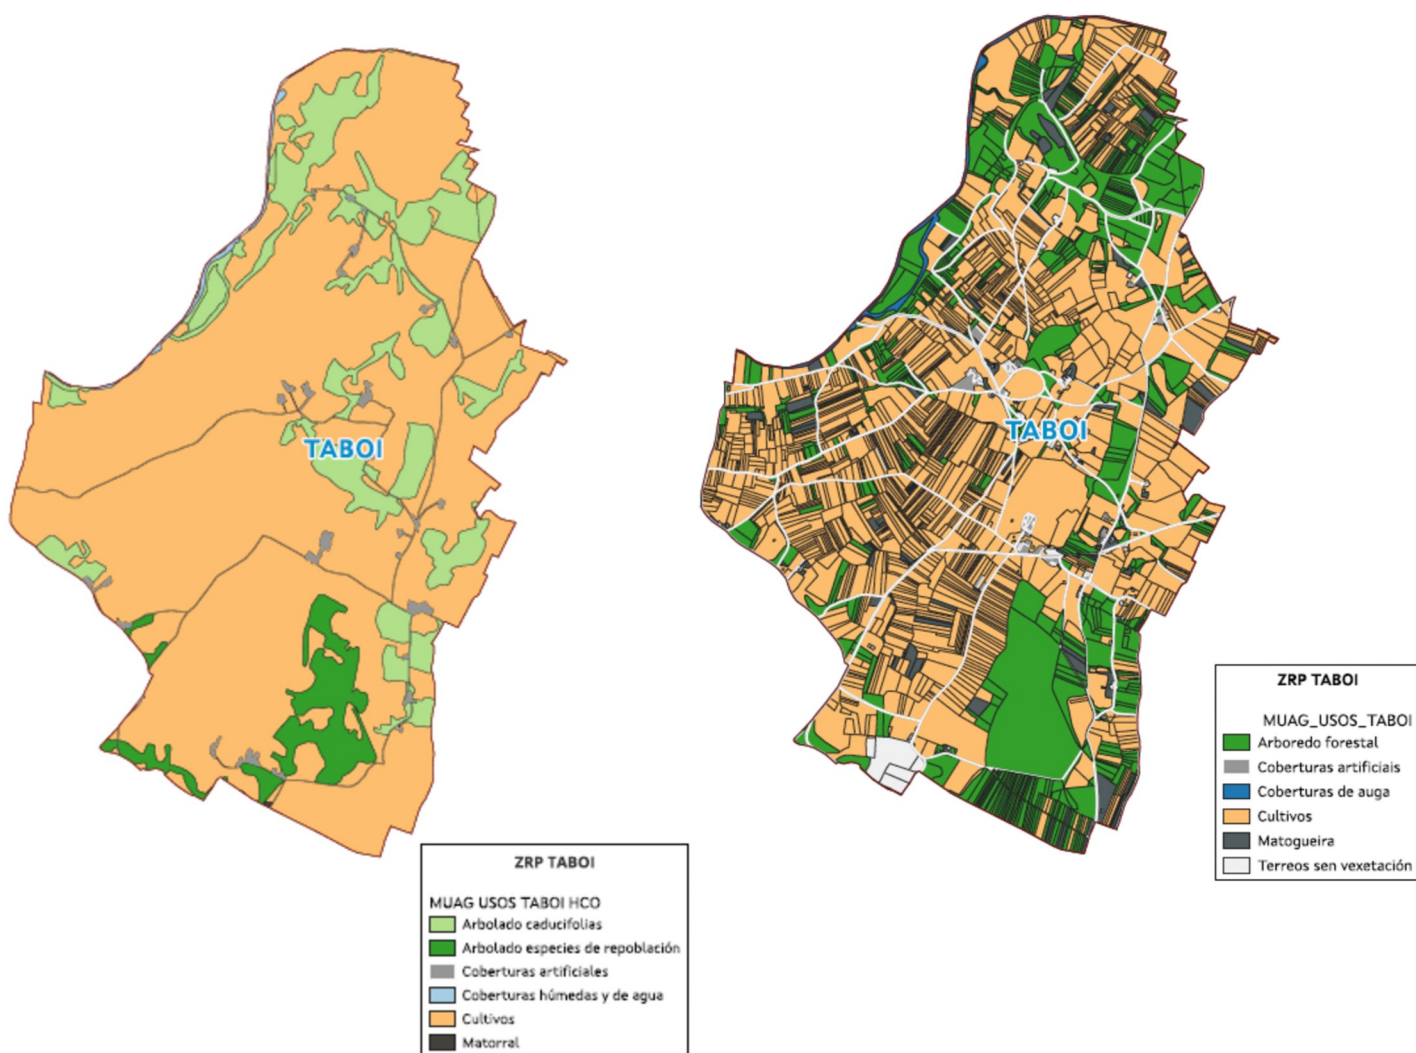 TABOI
ZRP TABOI
MUAG USOS TABOI HCO
Arbolado caducifolias
Arbolado especies de repoblación
Coberturas artificiales
Coberturas húmedas y de agua
Cultivos
Matorral
TABOI
ZRP TABOI
MUAG_USOS_TABOI
Arboredo forestal
Coberturas artificiais
Coberturas de auga
Cultivos
Matogueira
Terreos sen vexetación